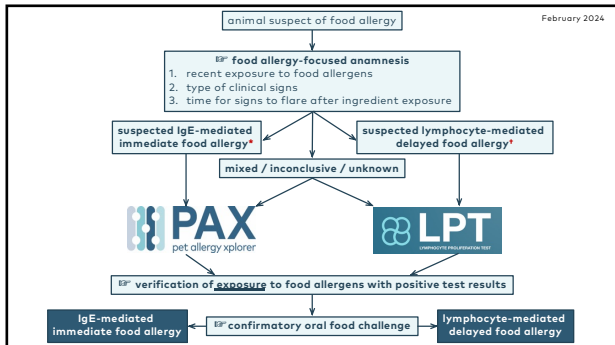 animal suspect of food allergy
February 2024
☞ food allergy-focused anamnesis
1. recent exposure to food allergens
2. type of clinical signs
3. time for signs to flare after ingredient exposure
suspected IgE-mediated
immediate food allergy*
suspected lymphocyte-mediated
delayed food allergy†
mixed / inconclusive / unknown
PAX
pet allergy xplorer
LPT
LYMPHOCYTE PROLIFERATION TEST
☞ verification of exposure to food allergens with positive test results
IgE-mediated
immediate food allergy
☞ confirmatory oral food challenge
lymphocyte-mediated
delayed food allergy